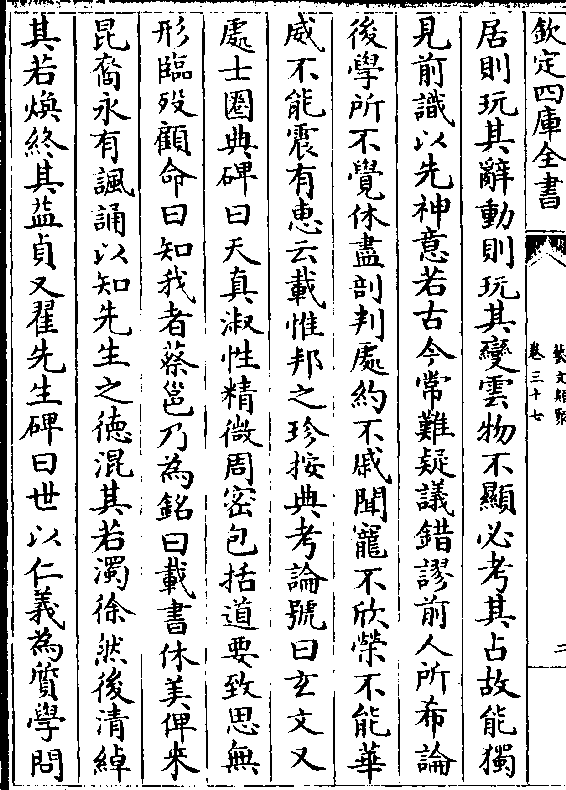 欽定四庫全書
藝文類聚
卷三十七
二
居則玩其辭動則玩其變雲物不顯必考其占故能獨
見前識以先神意若古今常難疑議錯謬前人所希論
後學所不覺休盡剖判處約不戚聞寵不欣榮不能華
威不能震有惠云載惟邦之珍按典考論號曰玄文又
處士圏典碑曰天真淑性精微周密包括道要致思無
形臨歿顧命曰知我者蔡邕乃為銘曰載書休美俾來
昆裔永有諷誦以知先生之徳混其若濁徐然後清綽
其若煥終其益貞又翟先生碑曰世以仁義為質學問